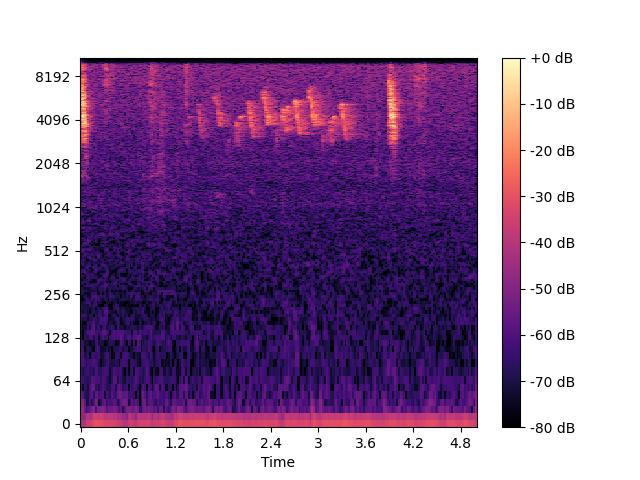 8192
4096
2048
1024
512
256
128
64
0
Hz
0 0.6 1.2 1.8 2.4 3 3.6 4.2 4.8
Time
+0 dB
-10 dB
-20 dB
-30 dB
-40 dB
-50 dB
-60 dB
-70 dB
-80 dB